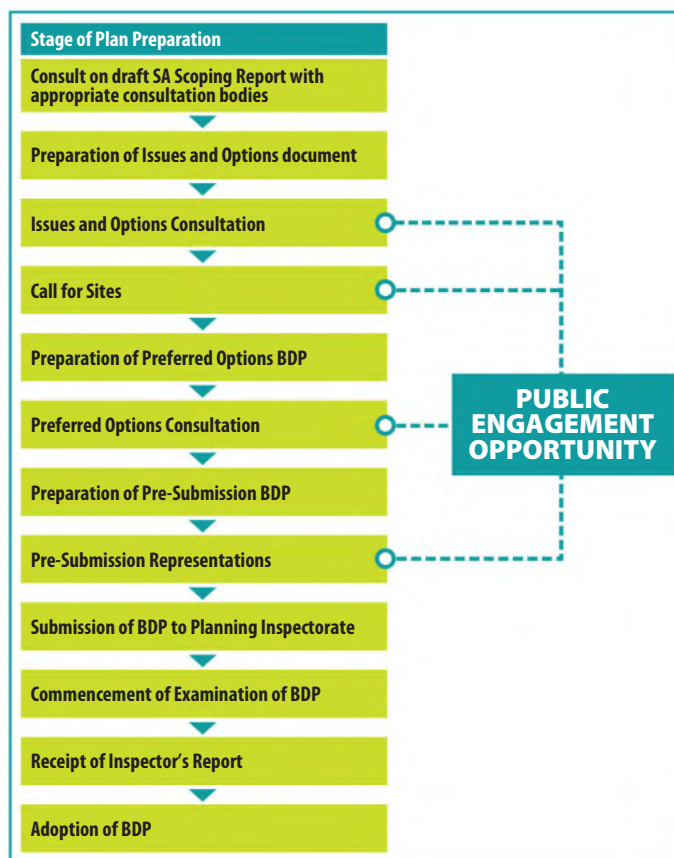 Stage of Plan Preparation
Consult on draft SA Scoping Report with
appropriate consultation bodies
Preparation of Issues and Options document
Issues and Options Consultation
Call for Sites
Preparation of Preferred Options BDP
Preferred Options Consultation
Preparation of Pre-Submission BDP
Pre-Submission Representations
Submission of BDP to Planning Inspectorate
Commencement of Examination of BDP
Receipt of Inspector’s Report
Adoption of BDP
PUBLIC
ENGAGEMENT
OPPORTUNITY